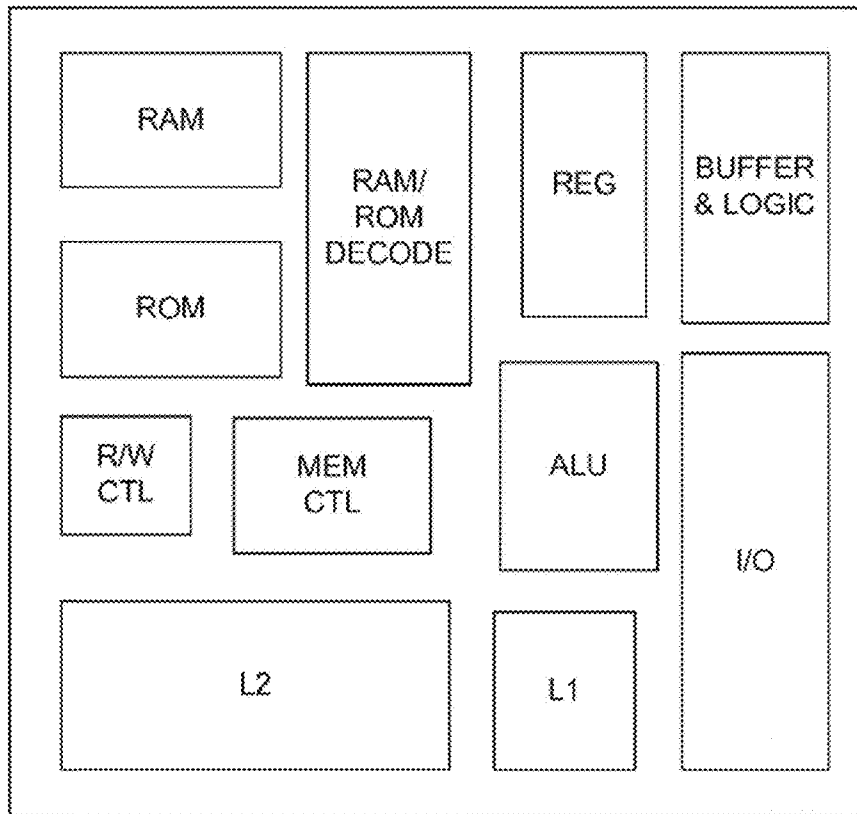 RAM
RAM/
ROM
DECODE
REG
BUFFER
& LOGIC
ROM
R/W
CTL
MEM
CTL
ALU
I/O
L2
L1